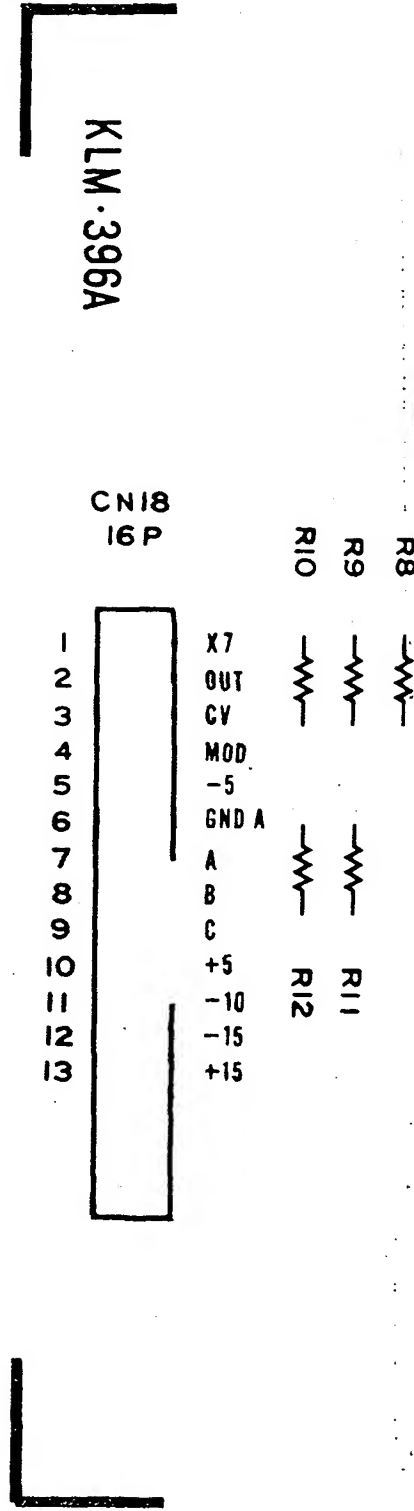 KLM·396A
CN18
16P
R10
R9
R8
1 X7
2 OUT
3 CV
4 MOD
5 -5
6 GND A
7 A
8 B
9 C
10 +5
11 -10
12 -15
13 +15
R12
R11